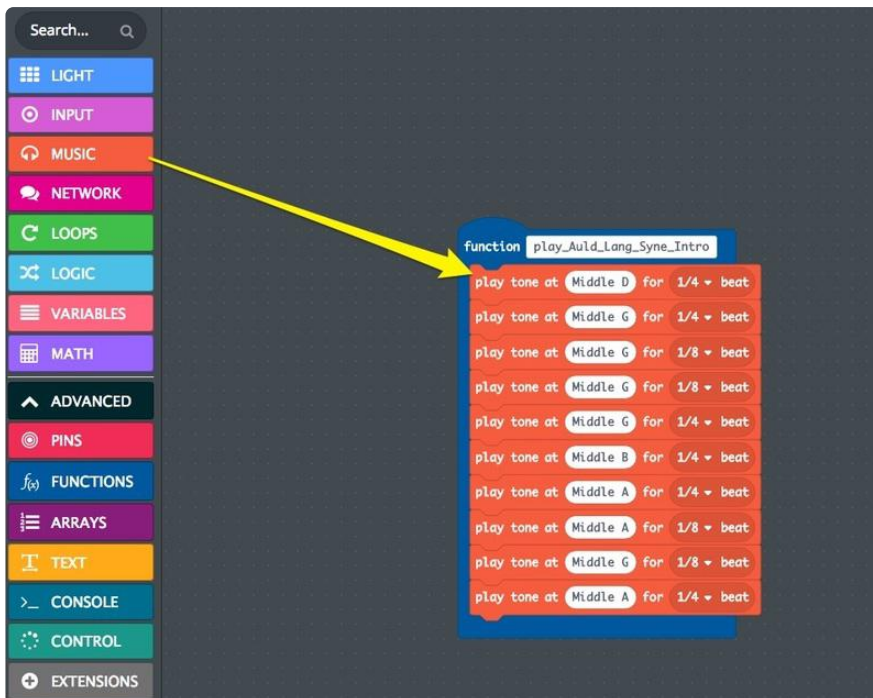 Search...
LIGHT
INPUT
MUSIC
NETWORK
LOOPS
LOGIC
VARIABLES
MATH
ADVANCED
PINS
f(x) FUNCTIONS
ARRAYS
T TEXT
>_ CONSOLE
CONTROL
EXTENSIONS
function play_Auld_Lang_Syne_Intro
play tone at Middle D for 1/4 beat
play tone at Middle G for 1/4 beat
play tone at Middle G for 1/8 beat
play tone at Middle G for 1/8 beat
play tone at Middle G for 1/4 beat
play tone at Middle B for 1/4 beat
play tone at Middle A for 1/4 beat
play tone at Middle A for 1/8 beat
play tone at Middle G for 1/8 beat
play tone at Middle A for 1/4 beat